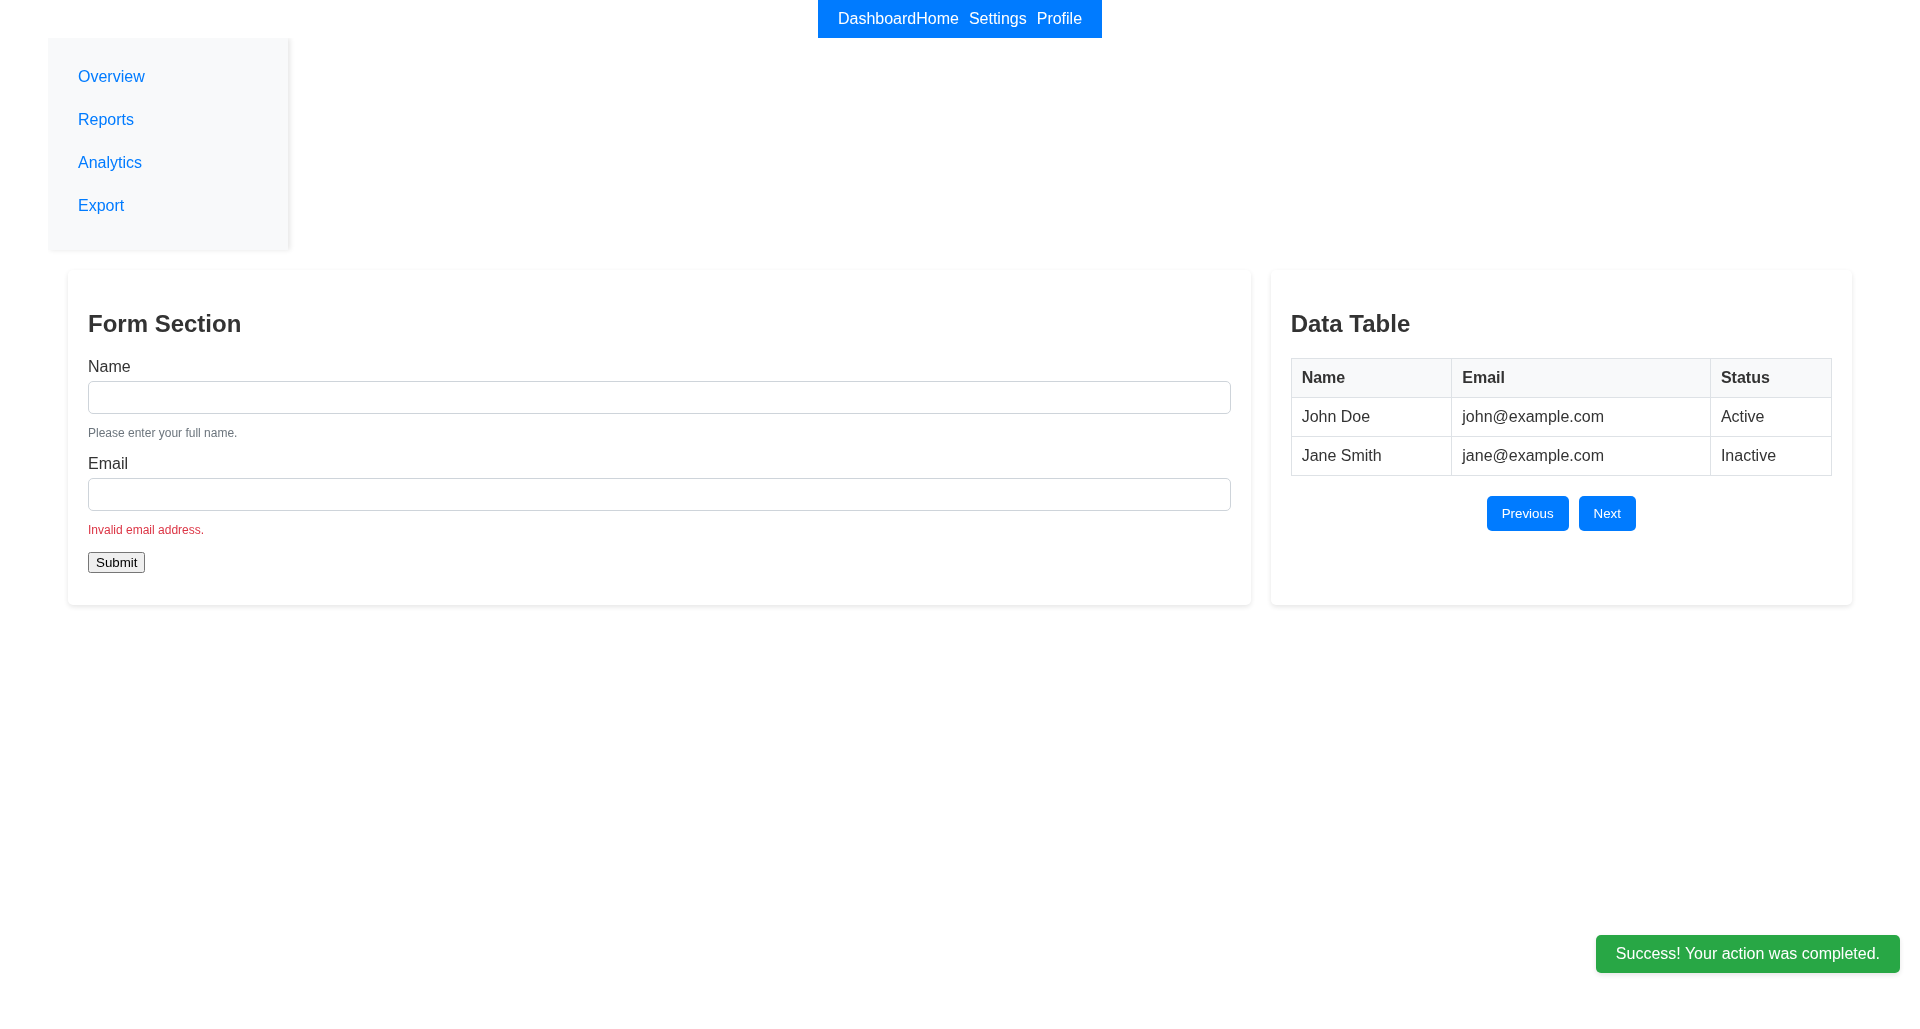 DashboardHome Settings Profile
Overview
Reports
Analytics
Export
Form Section
Name
Please enter your full name.
Email
Invalid email address.
Submit
Data Table
Name Email Status
John Doe john@example.com Active
Jane Smith jane@example.com Inactive
Previous Next
Success! Your action was completed.